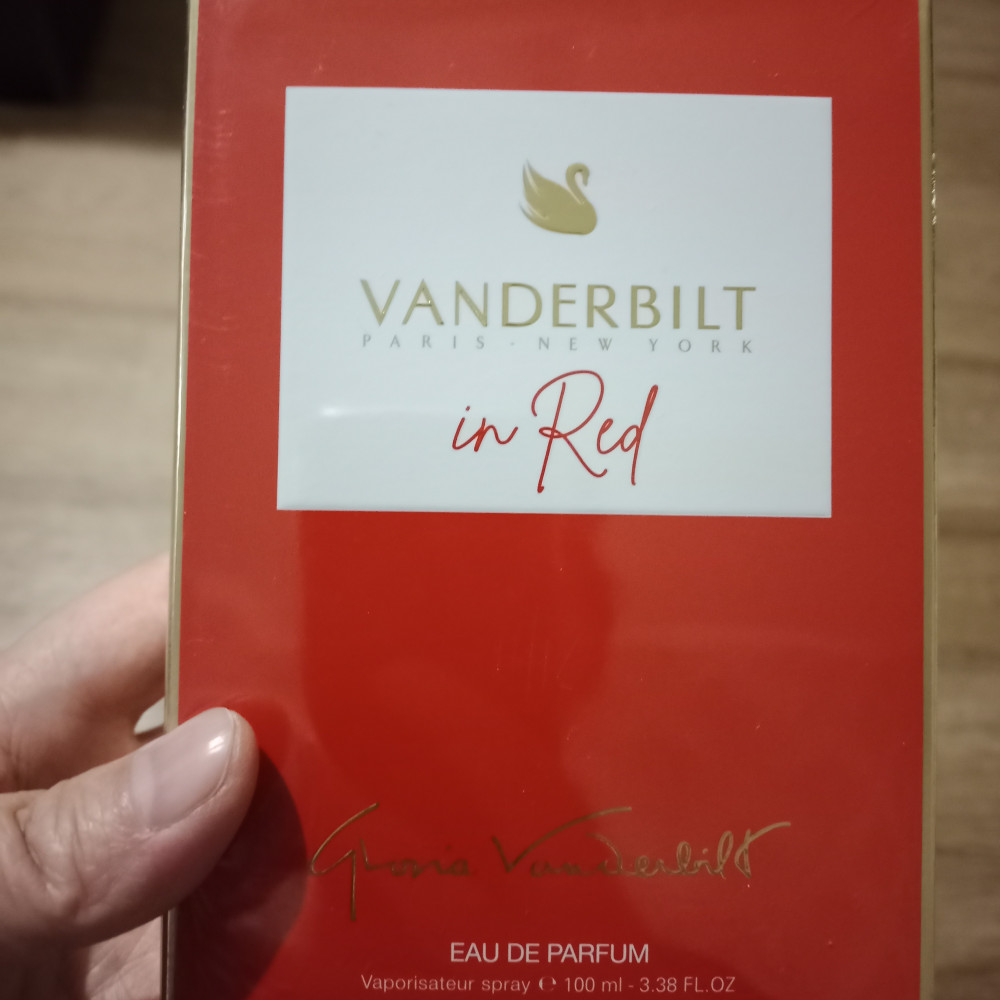 VANDERBILT
PARIS - NEW YORK
in Red
Gloria Vanderbilt
EAU DE PARFUM
Vaporisateur spray ℮ 100 ml - 3.38 FL.OZ